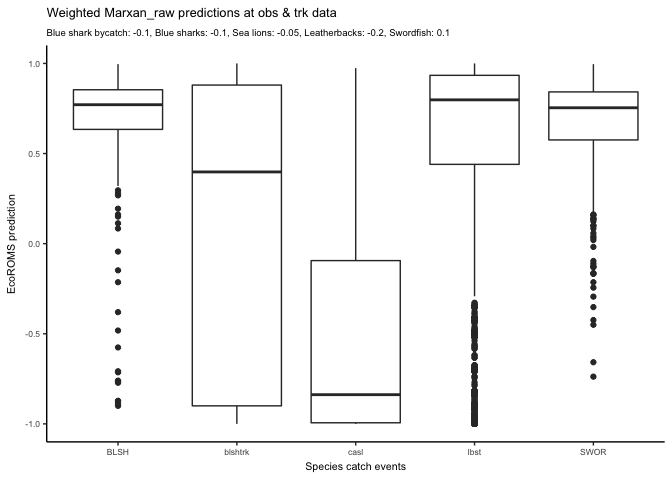 Weighted Marxan_raw predictions at obs & trk data
Blue shark bycatch: -0.1, Blue sharks: -0.1, Sea lions: -0.05, Leatherbacks: -0.2, Swordfish: 0.1
EcoROMS prediction
1.0
0.5
0.0
-0.5
-1.0
BLSH blshtrk casl lbst SWOR
Species catch events